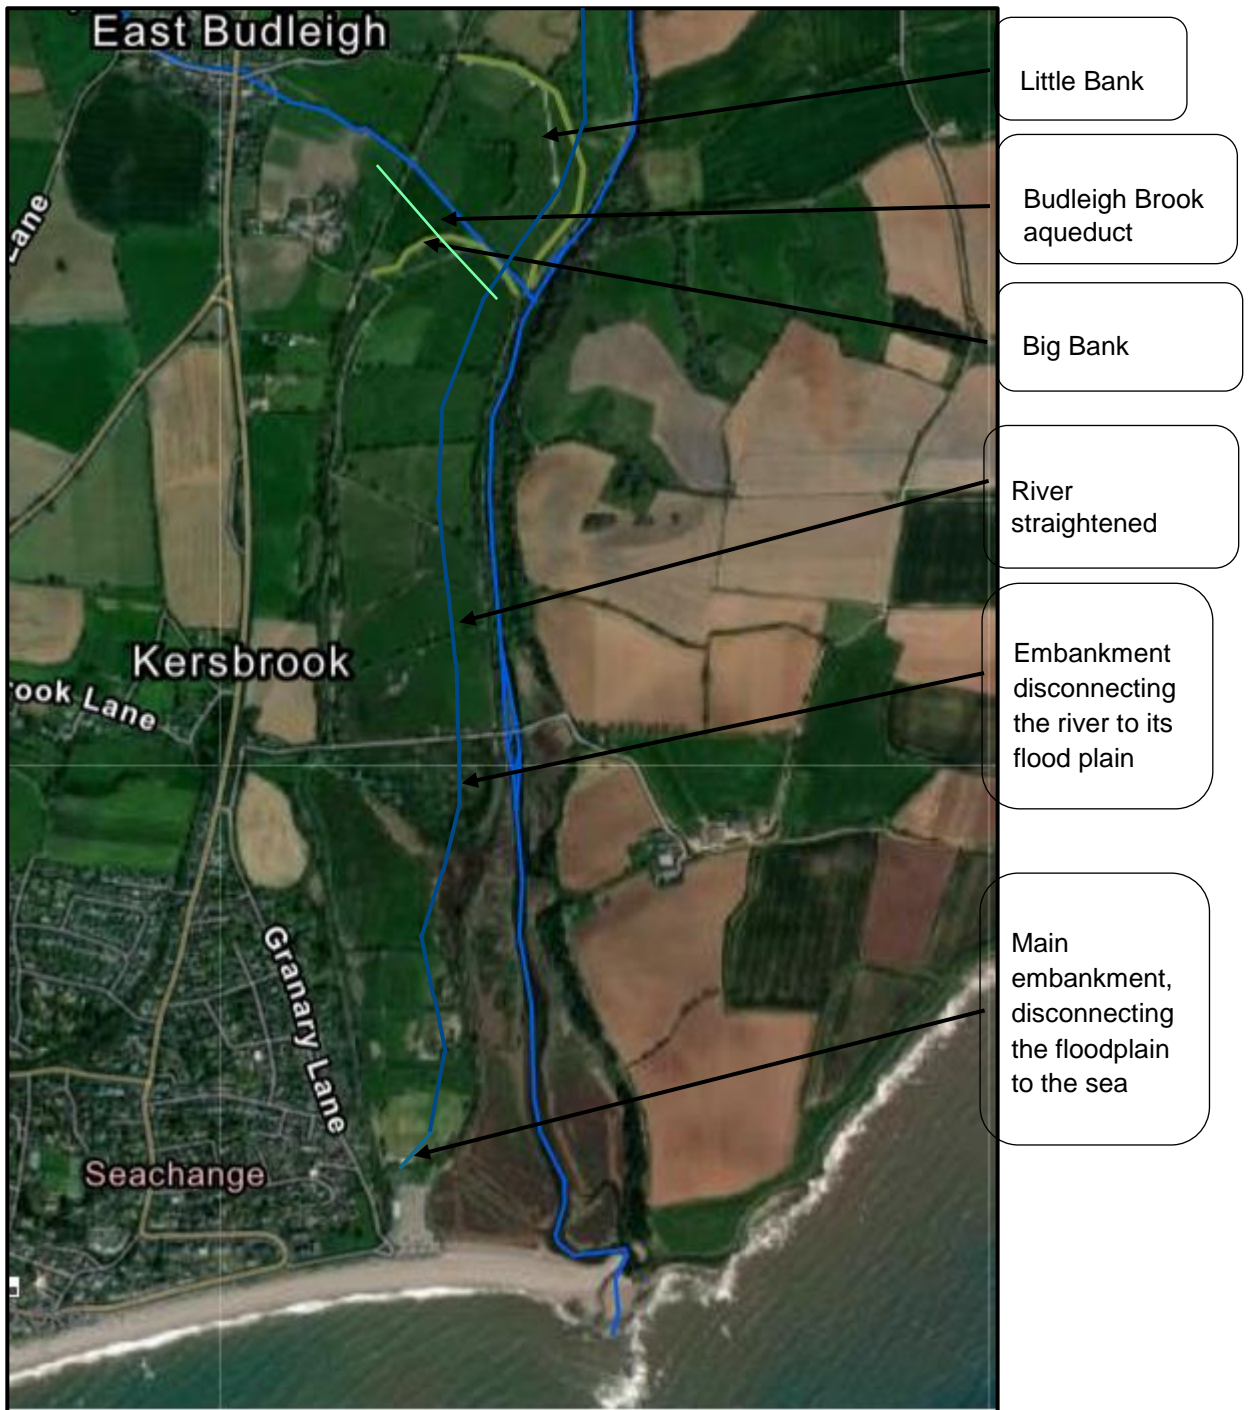 East Budleigh
Little Bank
Budleigh Brook
aqueduct
Lane
Big Bank
River
straightened
Kersbrook
ook Lane
Embankment
disconnecting
the river to its
flood plain
Granary Lane
Main
embankment,
disconnecting
the floodplain
to the sea
Seachange